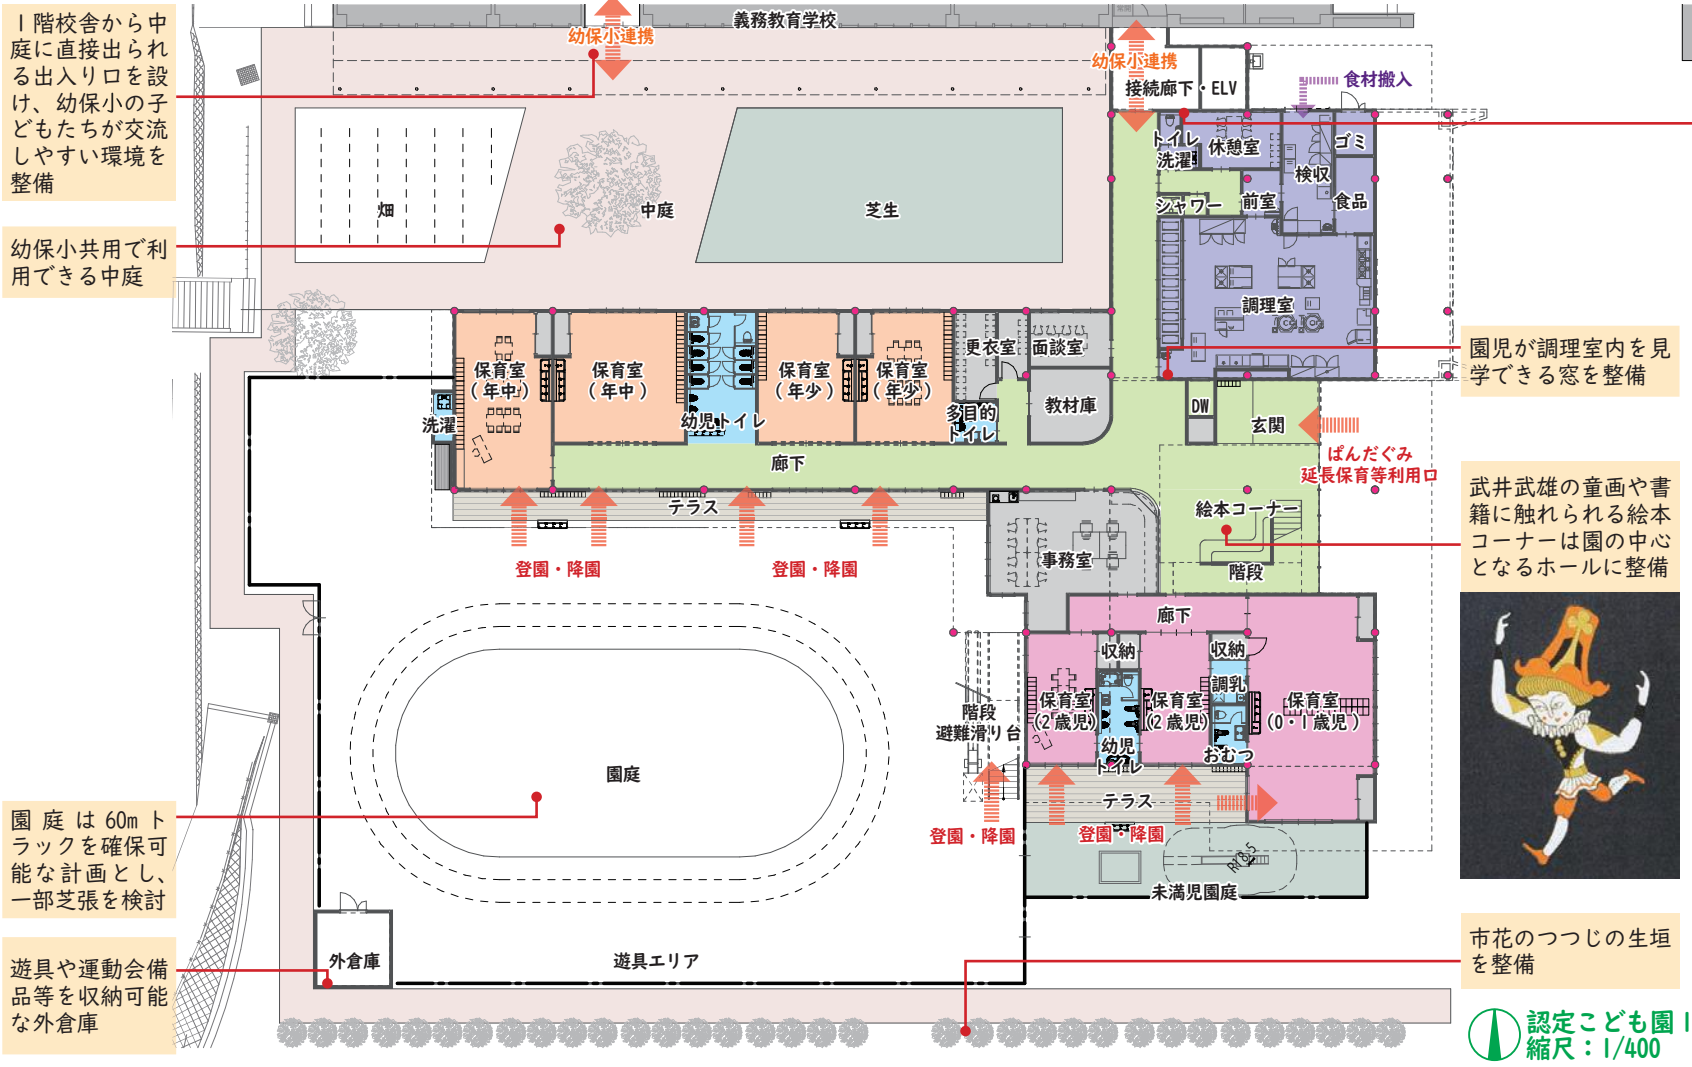 1階校舎から中
庭に直接出られ
る出入り口を設
け、幼保小の子
どもたちが交流
しやすい環境を
整備
幼保小共用で利
用できる中庭
園庭は60mト
ラックを確保可
能な計画とし、
一部芝張を検討
遊具や運動会備
品等を収納可能
な外倉庫
義務教育学校
幼保小連携
幼保小連携
接続廊下・ELV
食材搬入
畑
中庭
芝生
トイレ
洗濯
休憩室
検収
ゴミ
食品
シャワー
前室
調理室
保育室
(年中)
保育室
(年中)
幼児トイレ
保育室
(年少)
保育室
(年少)
更衣室
面談室
多目的
トイレ
教材庫
洗濯
廊下
テラス
DW
玄関
ぱんだぐみ
延長保育等利用口
登園・降園
登園・降園
事務室
絵本コーナー
階段
廊下
収納
収納
保育室
(2歳児)
幼児
トイレ
保育室
(2歳児)
調乳
おむつ
保育室
(0・1歳児)
階段
避難滑り台
テラス
登園・降園
登園・降園
R18.5
未満児園庭
園庭
外倉庫
遊具エリア
園児が調理室内を見
学できる窓を整備
武井武雄の童画や書
籍に触れられる絵本
コーナーは園の中心
となるホールに整備
市花のつつじの生垣
を整備
認定こども園1
縮尺：1/400